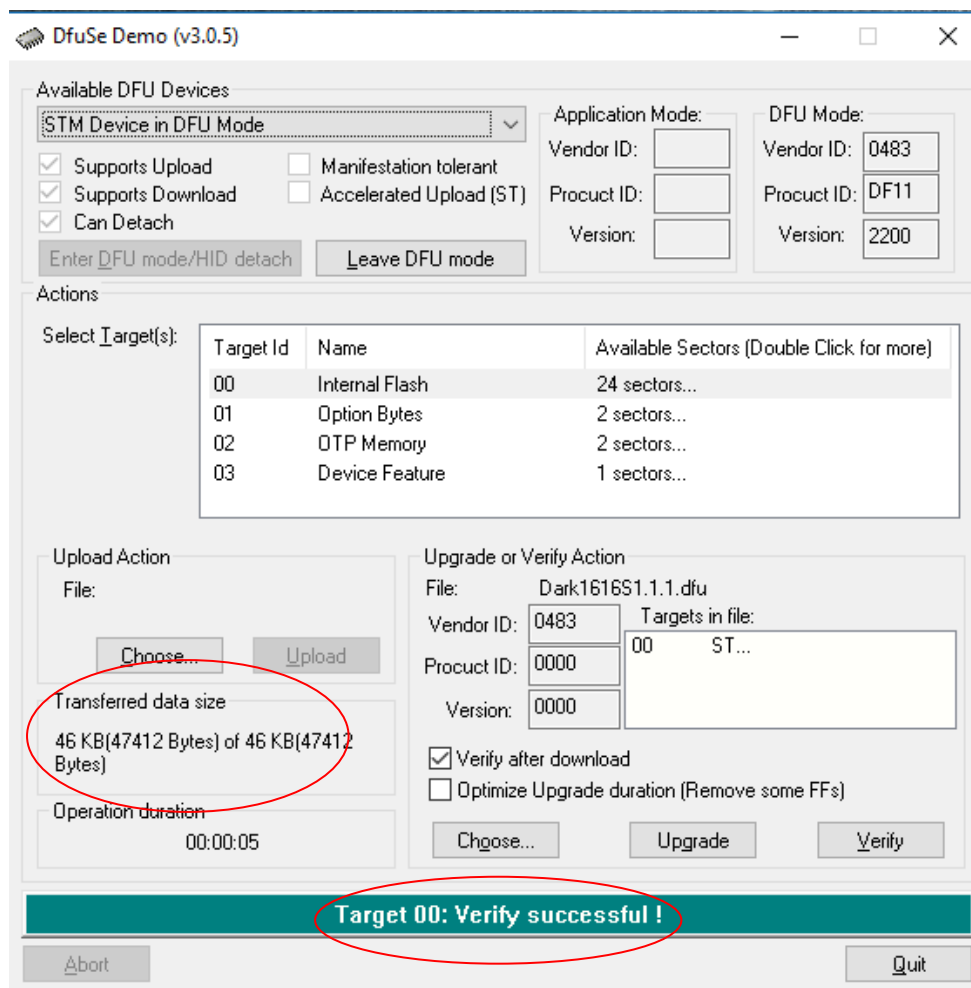 DfuSe Demo (v3.0.5)
Available DFU Devices
STM Device in DFU Mode
Supports Upload
Manifestation tolerant
Supports Download
Accelerated Upload (ST)
Can Detach
Enter DFU mode/HID detach
Leave DFU mode
Application Mode:
Vendor ID:
Procuct ID:
Version:
DFU Mode:
Vendor ID: 0483
Procuct ID: DF11
Version: 2200
Actions
Select Target(s):
Target Id Name Available Sectors (Double Click for more)
00 Internal Flash 24 sectors...
01 Option Bytes 2 sectors...
02 OTP Memory 2 sectors...
03 Device Feature 1 sectors...
Upload Action
File:
Choose...
Upload
Transferred data size
46 KB(47412 Bytes) of 46 KB(47412
Bytes)
Operation duration
00:00:05
Upgrade or Verify Action
File: Dark1616S1.1.1.dfu
Vendor ID: 0483
Procuct ID: 0000
Version: 0000
Targets in file:
00 ST...
Verify after download
Optimize Upgrade duration (Remove some FFs)
Choose...
Upgrade
Verify
Target 00: Verify successful !
Abort
Quit